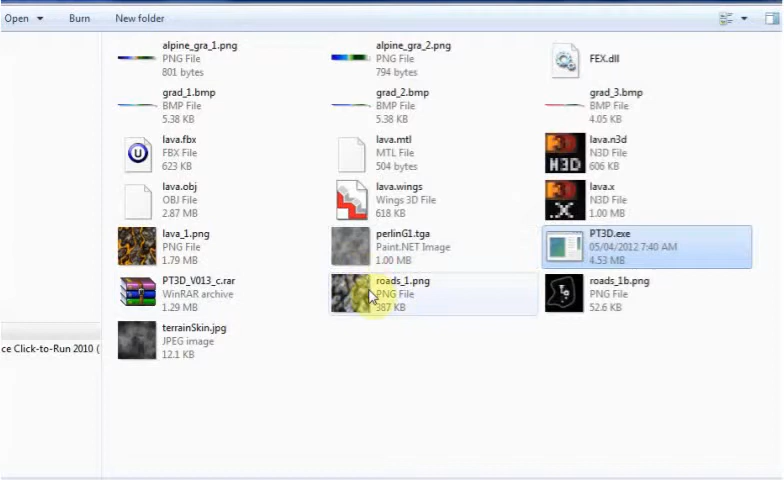 Open Burn New folder
alpine_gra_1.png
PNG File
801 bytes
alpine_gra_2.png
PNG File
794 bytes
FEX.dll
grad_1.bmp
BMP File
5.38 KB
grad_2.bmp
BMP File
5.38 KB
grad_3.bmp
BMP File
4.05 KB
lava.fbx
FBX File
623 KB
lava.mtl
MTL File
504 bytes
lava.n3d
N3D File
606 KB
3D
N3D
lava.obj
OBJ File
2.87 MB
lava.wings
Wings 3D File
618 KB
lava.x
N3D File
1.00 MB
3D
.X
lava_1.png
PNG File
1.79 MB
perlinG1.tga
Paint.NET Image
1.00 MB
PT3D.exe
05/04/2012 7:40 AM
4.53 MB
PT3D_V013_c.rar
WinRAR archive
1.29 MB
roads_1.png
PNG File
387 KB
roads_1b.png
PNG File
52.6 KB
terrainSkin.jpg
JPEG image
12.1 KB
ce Click-to-Run 2010 (